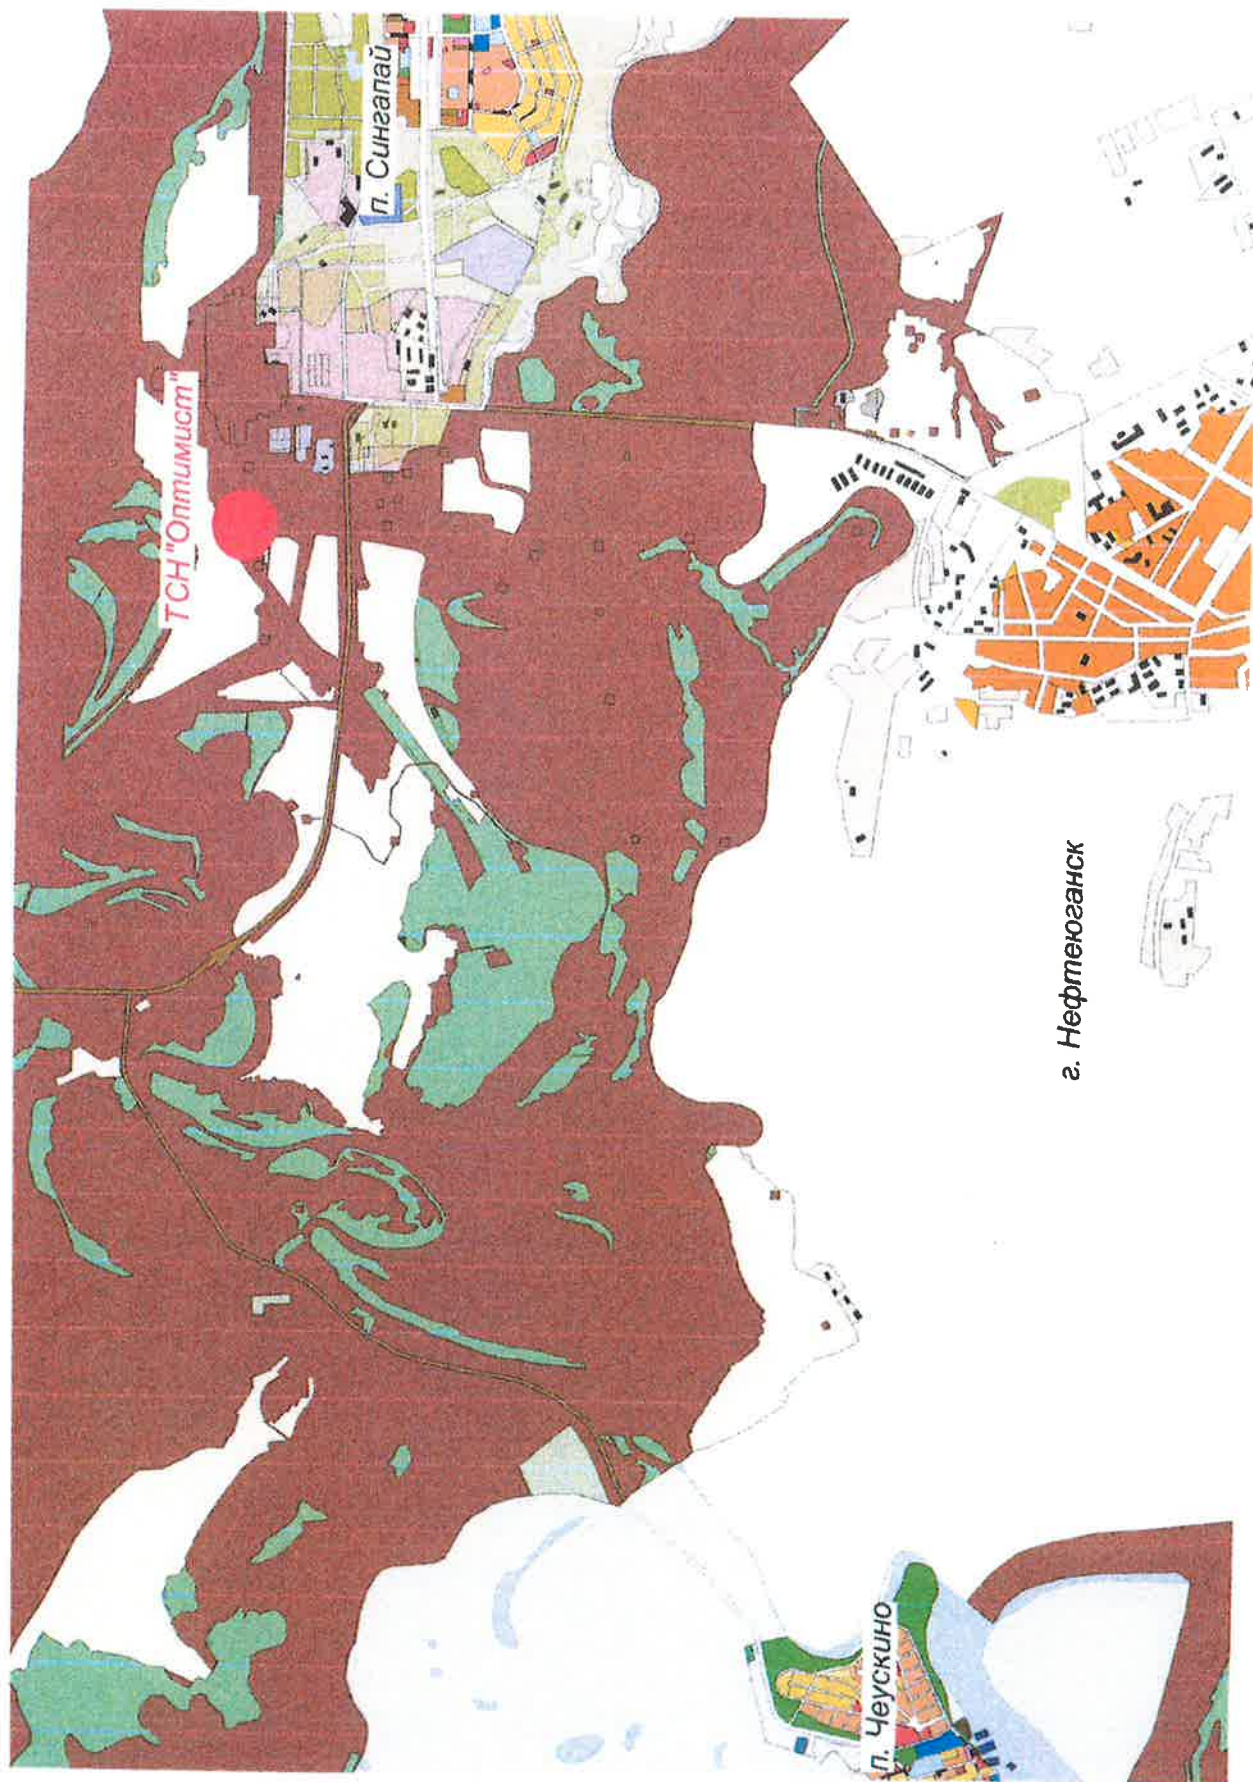 п. Сингапай
ТСН "Оптимист"
г. Нефтеюганск
п. Чеускино